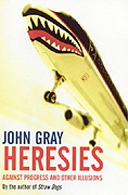 JOHN GRAY
HERESIES
AGAINST PROGRESS AND OTHER ILLUSIONS
By the author of Straw Dogs